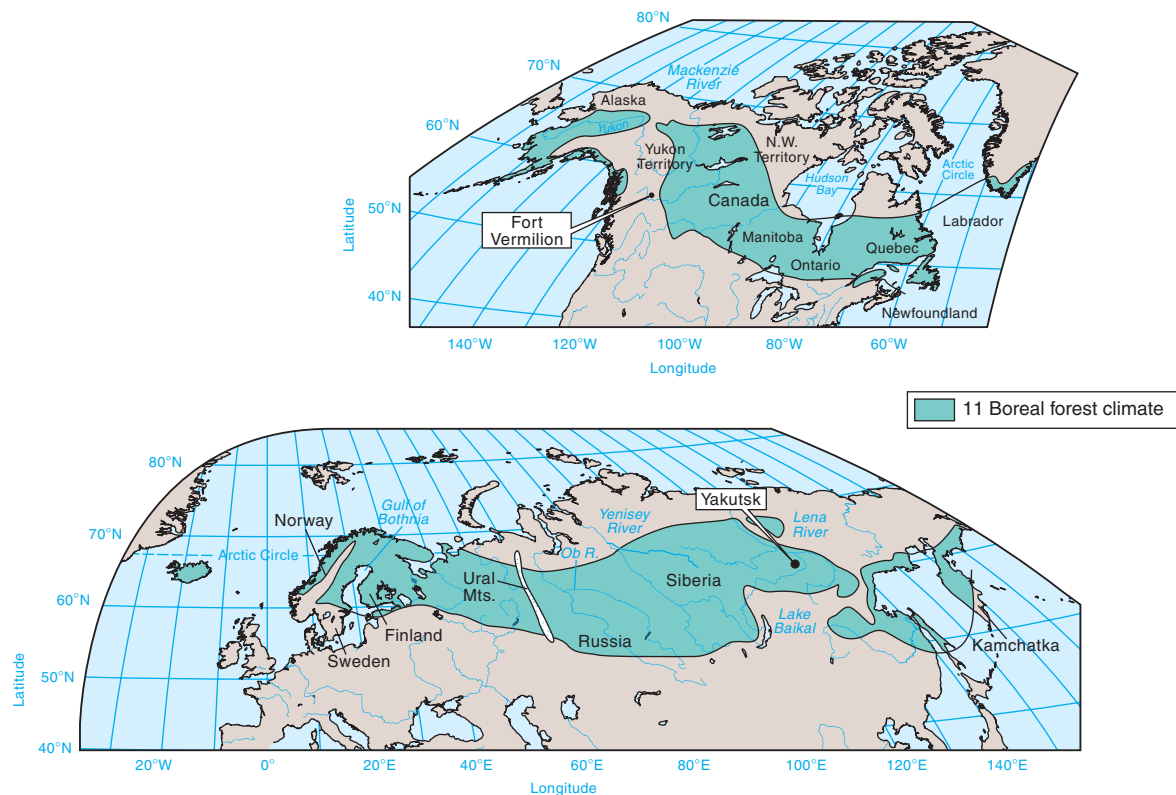 80°N
70°N
Mackenzie
River
Alaska
60°N
Yukon
Yukon
Territory
N.W.
Territory
Hudson
Bay
Arctic
Circle
50°N
Canada
Fort
Vermilion
Labrador
Manitoba
Quebec
Ontario
Latitude
40°N
Newfoundland
140°W
120°W
100°W
80°W
60°W
Longitude
11 Boreal forest climate
80°N
Yakutsk
Gulf of
Bothnia
Norway
Yenisey
River
Lena
River
70°N
Arctic Circle
Ob R.
Ural
Mts.
Siberia
60°N
Lake
Baikal
Finland
Russia
Kamchatka
Sweden
50°N
Latitude
40°N
20°W
0°
20°E
40°E
60°E
80°E
100°E
120°E
140°E
Longitude